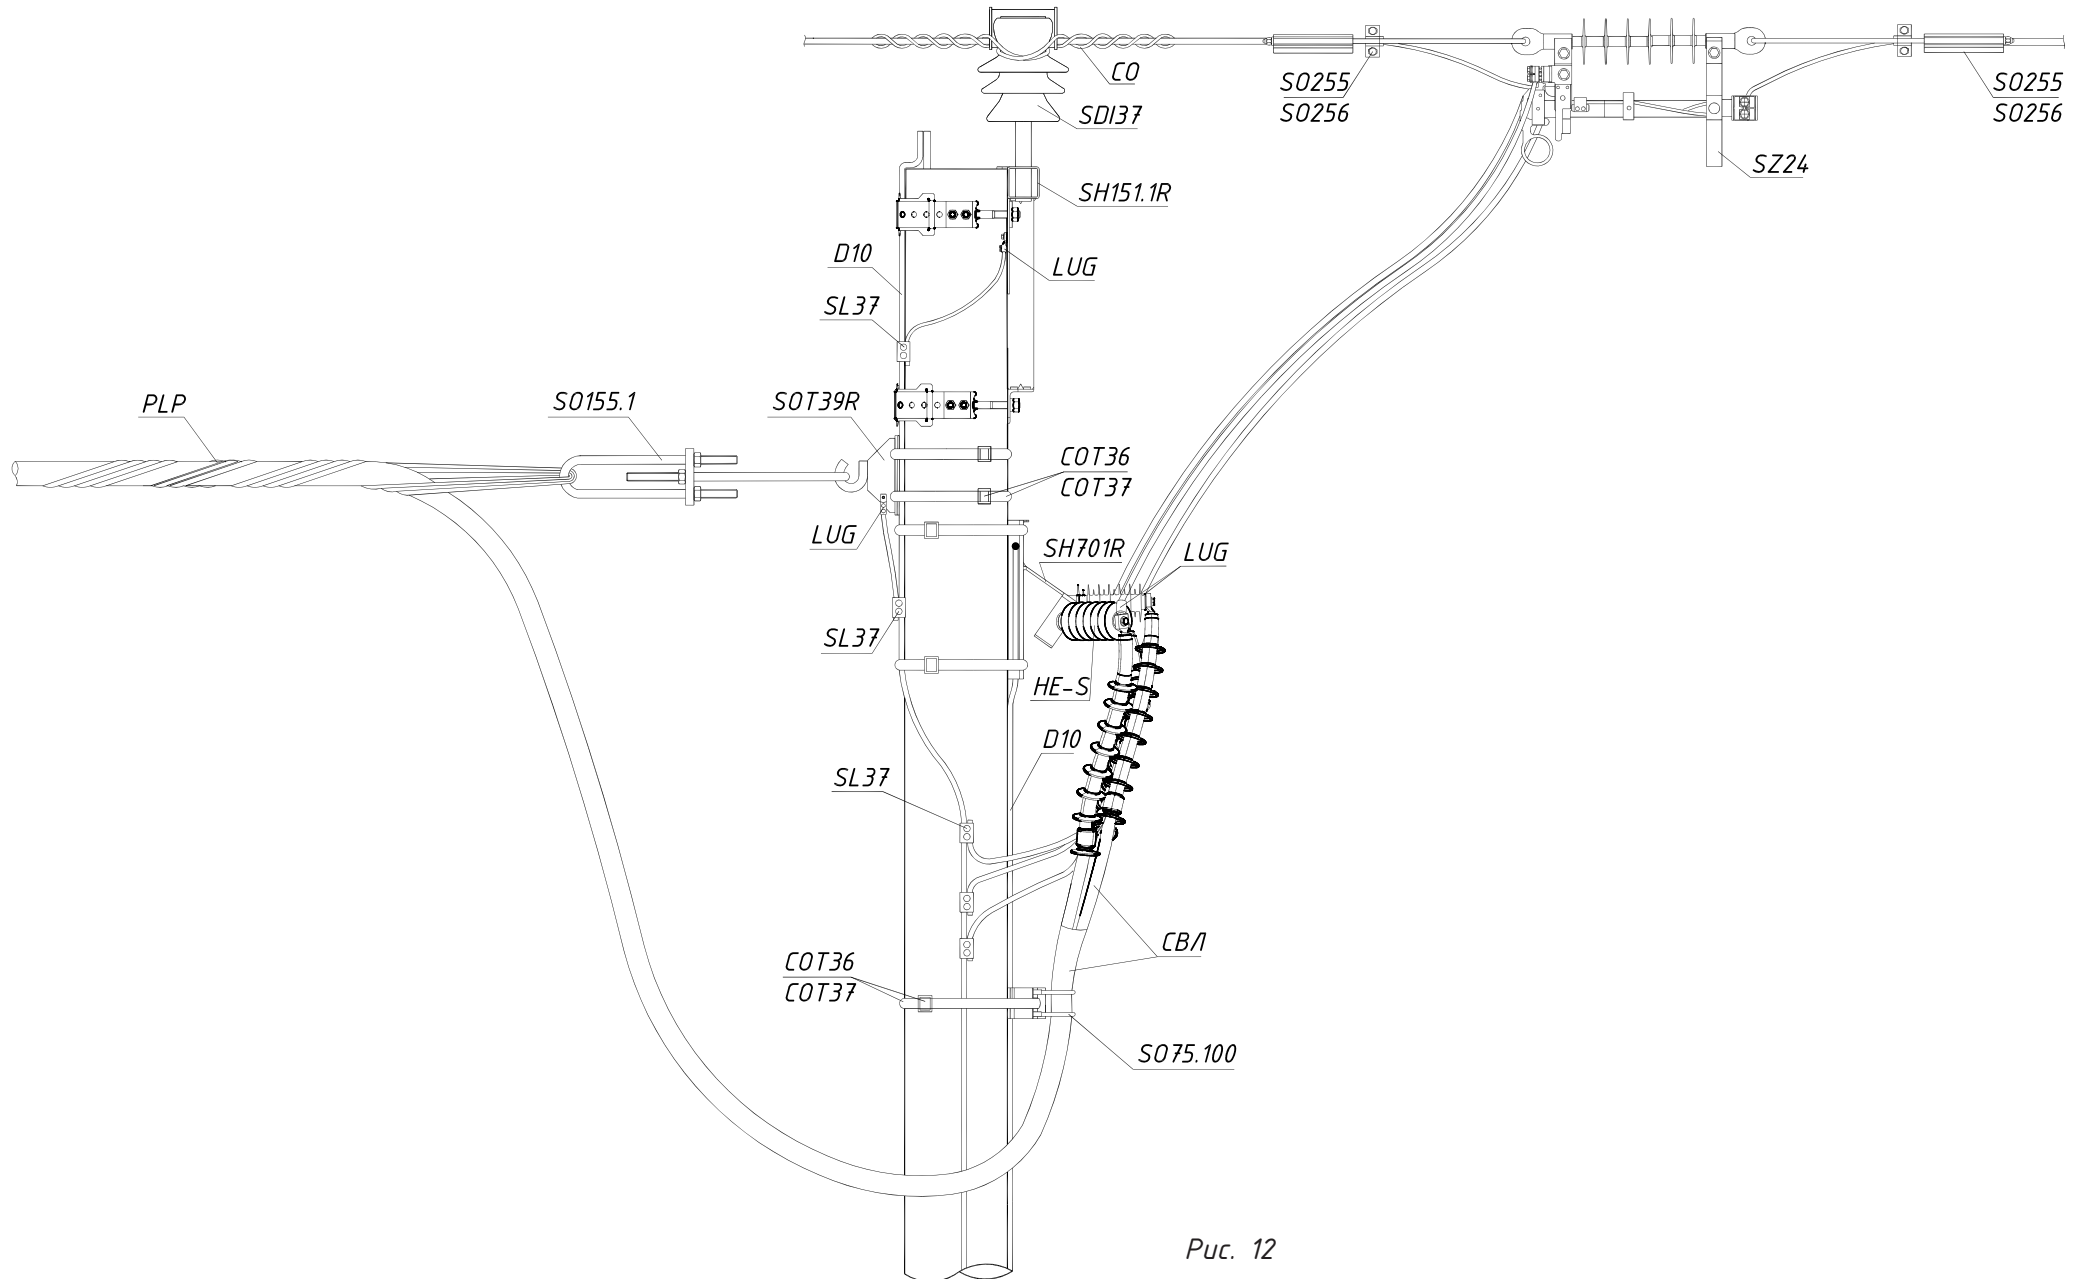 CO
SDI37
SO255
SO256
SO255
SO256
SZ24
SH151.1R
D10
LUG
SL37
PLP
SO155.1
SOT39R
COT36
COT37
LUG
SH701R
LUG
SL37
HE-S
D10
SL37
СВЛ
COT36
COT37
SO75.100
Рис. 12